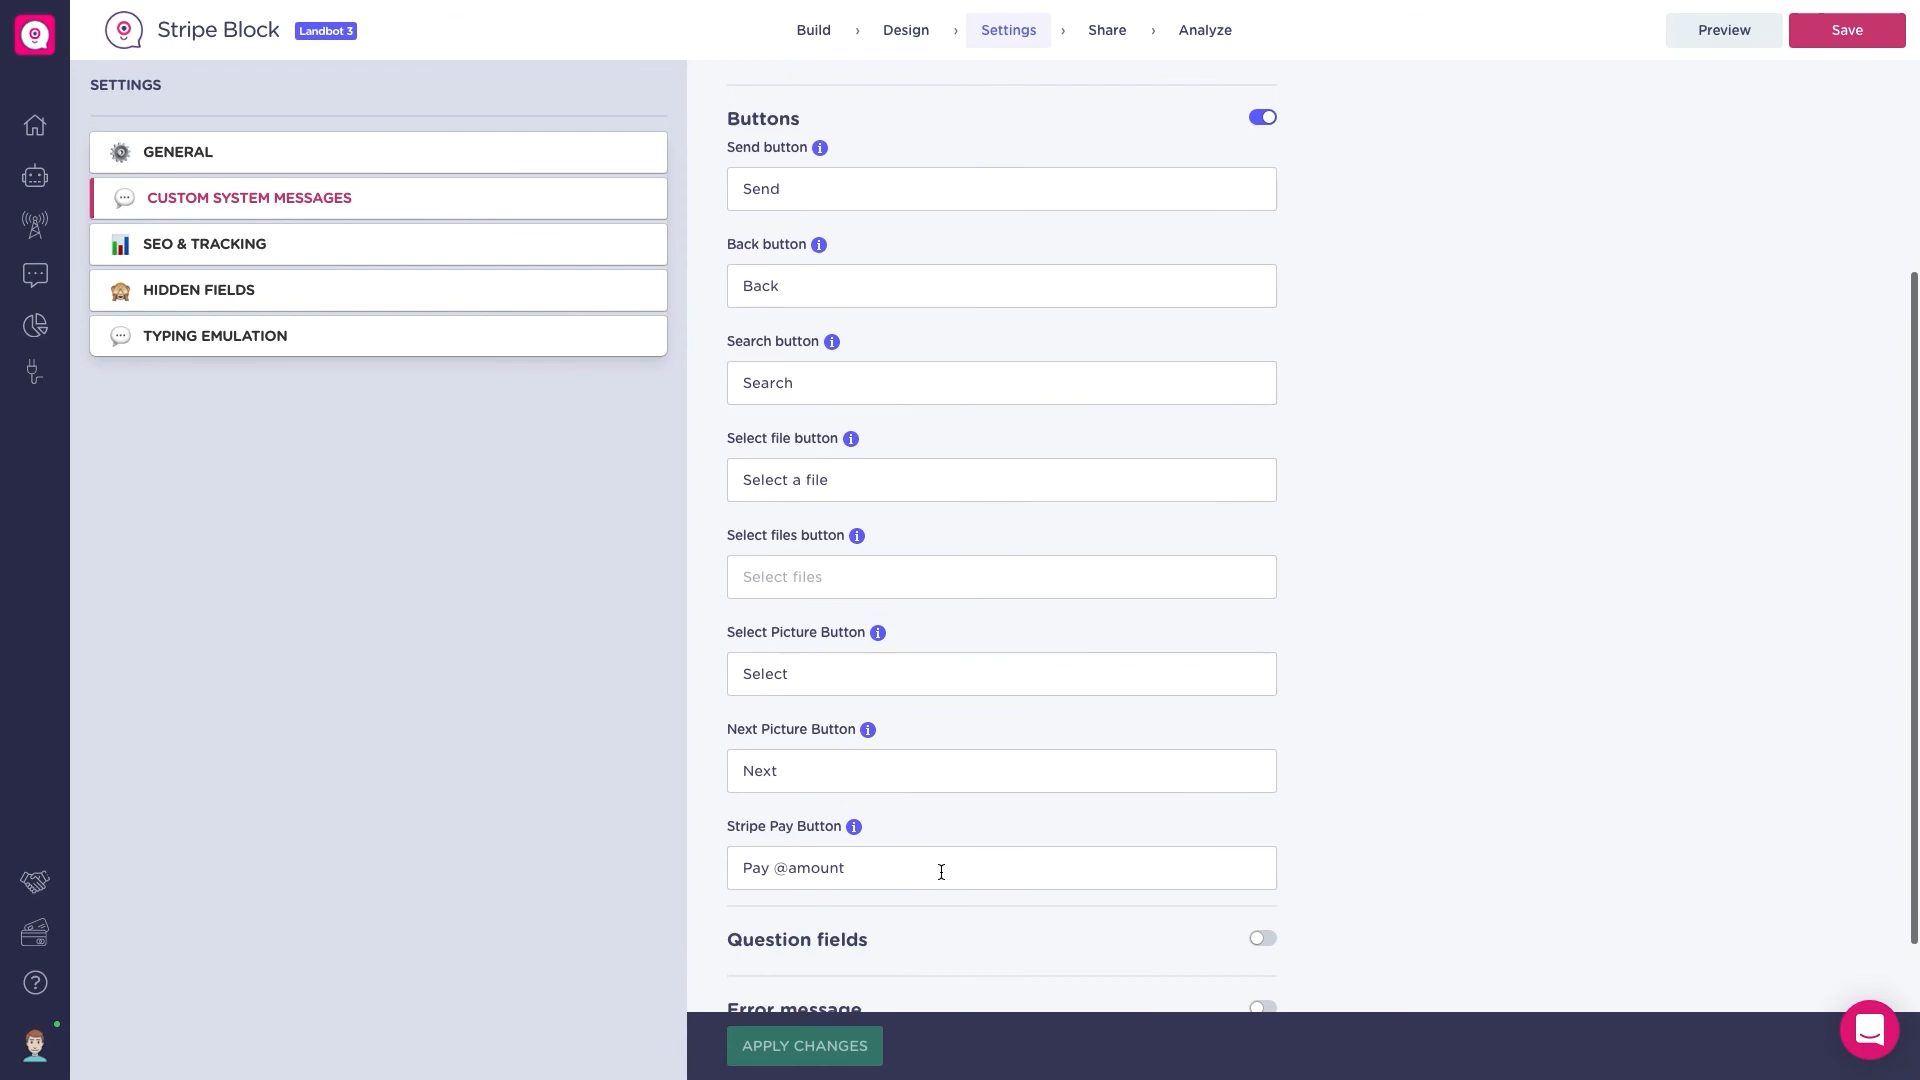 Stripe Block
Landbot 3
Build › Design › Settings › Share › Analyze
Preview
Save
SETTINGS
GENERAL
CUSTOM SYSTEM MESSAGES
SEO & TRACKING
HIDDEN FIELDS
TYPING EMULATION
Buttons
Send button
Send
Back button
Back
Search button
Search
Select file button
Select a file
Select files button
Select files
Select Picture Button
Select
Next Picture Button
Next
Stripe Pay Button
Pay @amount
Question fields
Error message
APPLY CHANGES